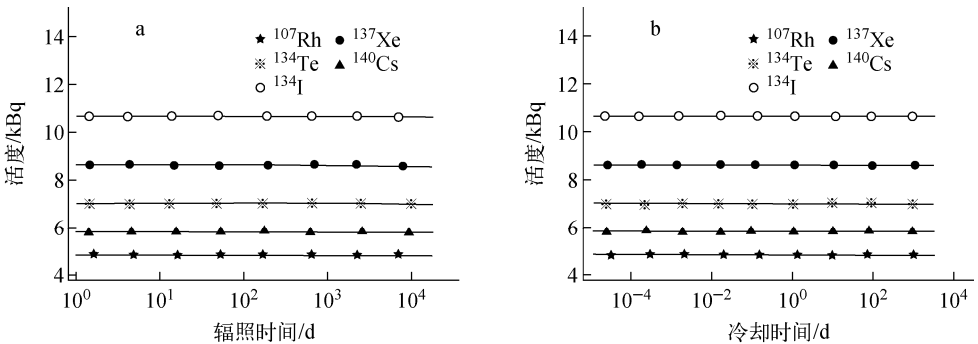 a
14
12
10
8
6
4
活度/kBq
¹⁰⁷Rh ¹³⁷Xe
¹³⁴Te ¹⁴⁰Cs
¹³⁴I
10⁰ 10¹ 10² 10³ 10⁴
辐照时间/d
b
14
12
10
8
6
4
活度/kBq
¹⁰⁷Rh ¹³⁷Xe
¹³⁴Te ¹⁴⁰Cs
¹³⁴I
10⁻⁴ 10⁻² 10⁰ 10² 10⁴
冷却时间/d